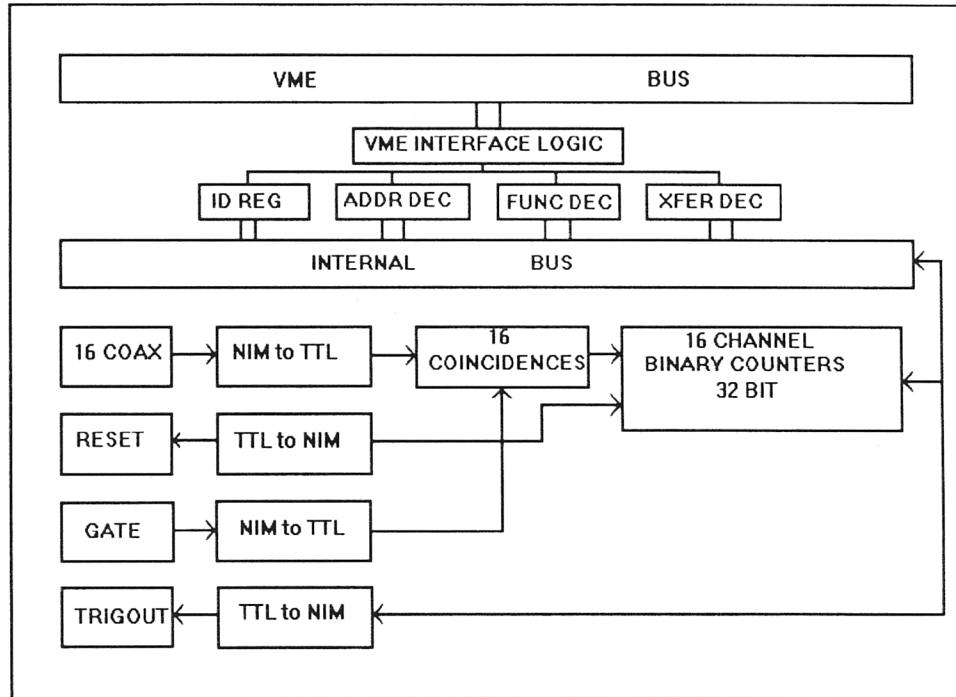 VME BUS
VME INTERFACE LOGIC
ID REG ADDR DEC FUNC DEC XFER DEC
INTERNAL BUS
16 COAX
NIM to TTL
16
COINCIDENCES
16 CHANNEL
BINARY COUNTERS
32 BIT
RESET
TTL to NIM
GATE
NIM to TTL
TRIGOUT
TTL to NIM